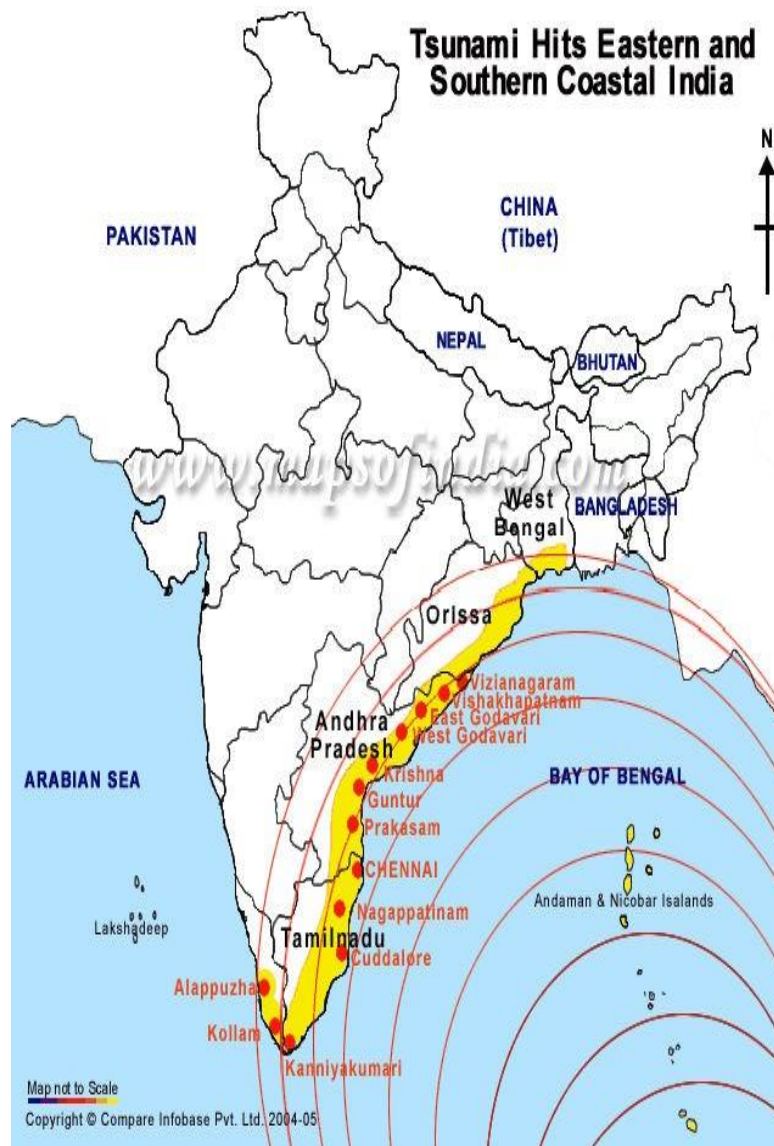 Tsunami Hits Eastern and
Southern Coastal India
N
CHINA
(Tibet)
PAKISTAN
NEPAL
BHUTAN
www.mapsofindia.com
West
Bengal
BANGLADESH
Orissa
Vizianagaram
Vishakhapatnam
East Godavari
West Godavari
Andhra
Pradesh
Krishna
ARABIAN SEA
BAY OF BENGAL
Guntur
Prakasam
CHENNAI
Andaman & Nicobar Isalands
Nagappatinam
Lakshadeep
Tamilnadu
Cuddalore
Alappuzha
Kollam
Kanniyakumari
Map not to Scale
Copyright © Compare Infobase Pvt. Ltd. 2004-05